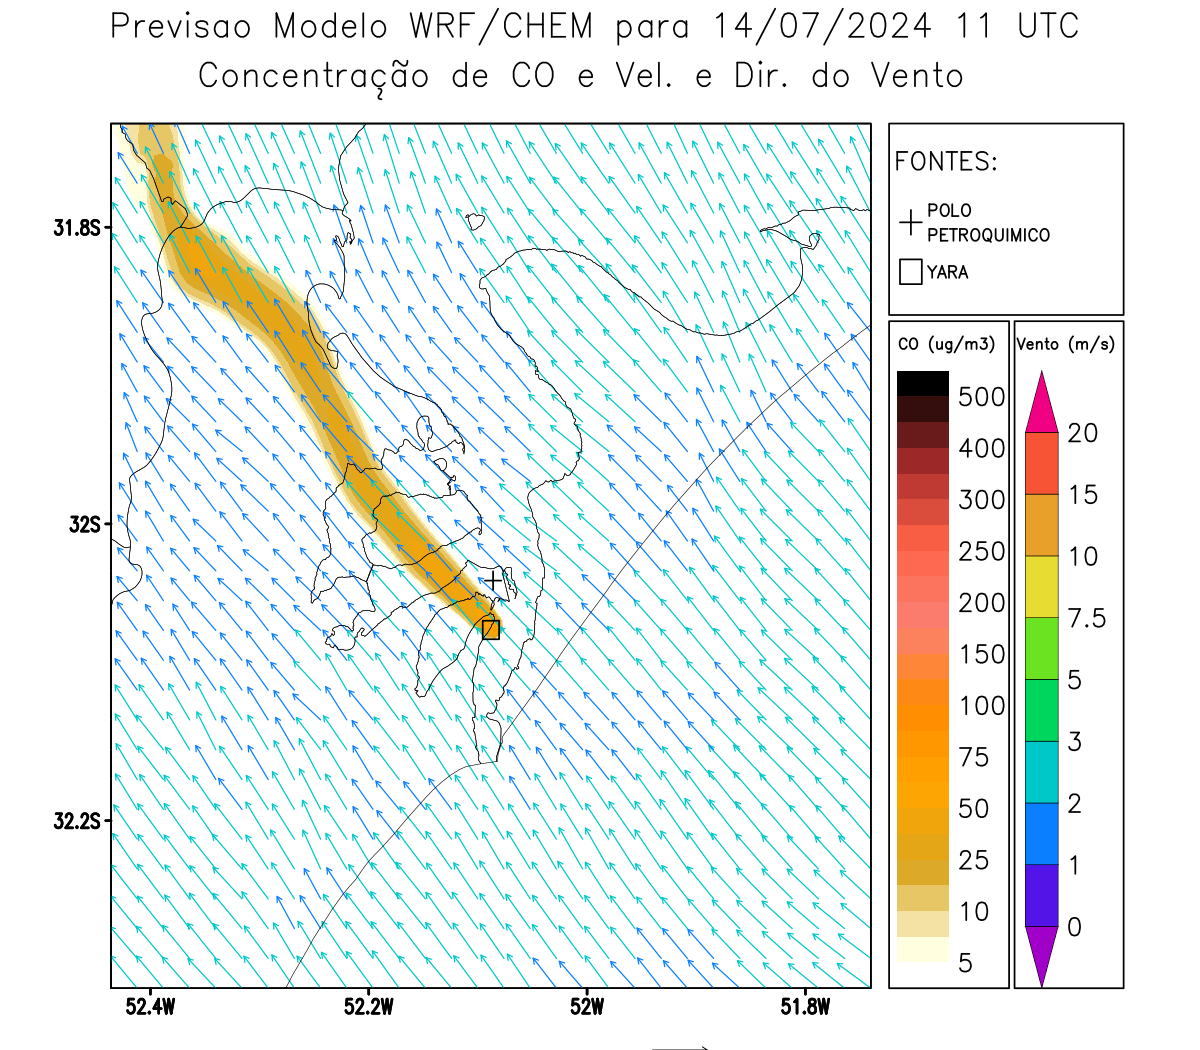 Previsao Modelo WRF/CHEM para 14/07/2024 11 UTC
Concentração de CO e Vel. e Dir. do Vento
FONTES:
POLO
PETROQUIMICO
YARA
CO (ug/m3)
500
400
300
250
200
150
100
75
50
25
10
5
Vento (m/s)
20
15
10
7.5
5
3
2
1
0
31.8S
32S
32.2S
52.4W
52.2W
52W
51.8W